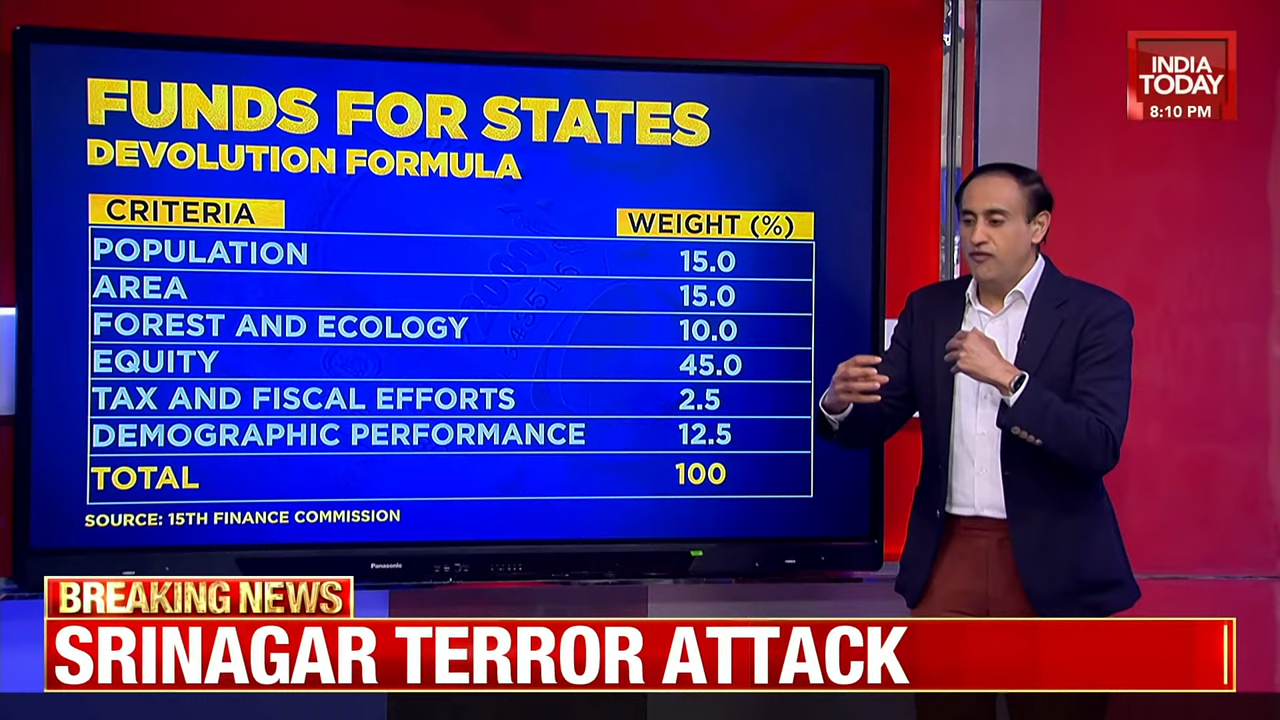 FUNDS FOR STATES
DEVOLUTION FORMULA
CRITERIA WEIGHT (%)
POPULATION 15.0
AREA 15.0
FOREST AND ECOLOGY 10.0
EQUITY 45.0
TAX AND FISCAL EFFORTS 2.5
DEMOGRAPHIC PERFORMANCE 12.5
TOTAL 100
SOURCE: 15TH FINANCE COMMISSION
Panasonic
INDIA
TODAY
8:10 PM
BREAKING NEWS
SRINAGAR TERROR ATTACK